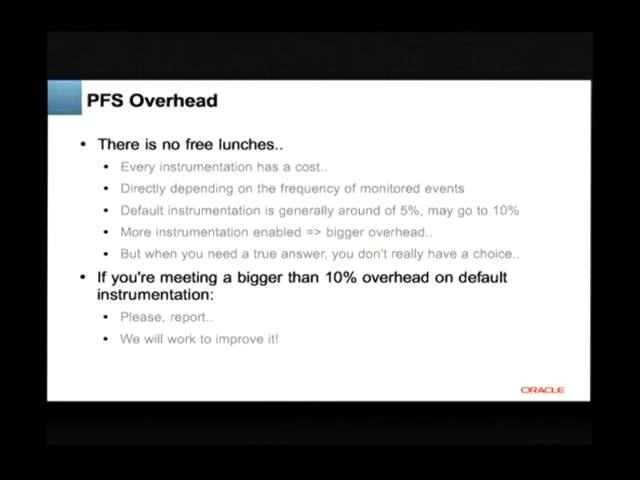 PFS Overhead
• There is no free lunches..
• Every instrumentation has a cost..
• Directly depending on the frequency of monitored events
• Default instrumentation is generally around of 5%, may go to 10%
• More instrumentation enabled => bigger overhead..
• But when you need a true answer, you don't really have a choice..
• If you're meeting a bigger than 10% overhead on default
instrumentation:
• Please, report..
• We will work to improve it!
ORACLE